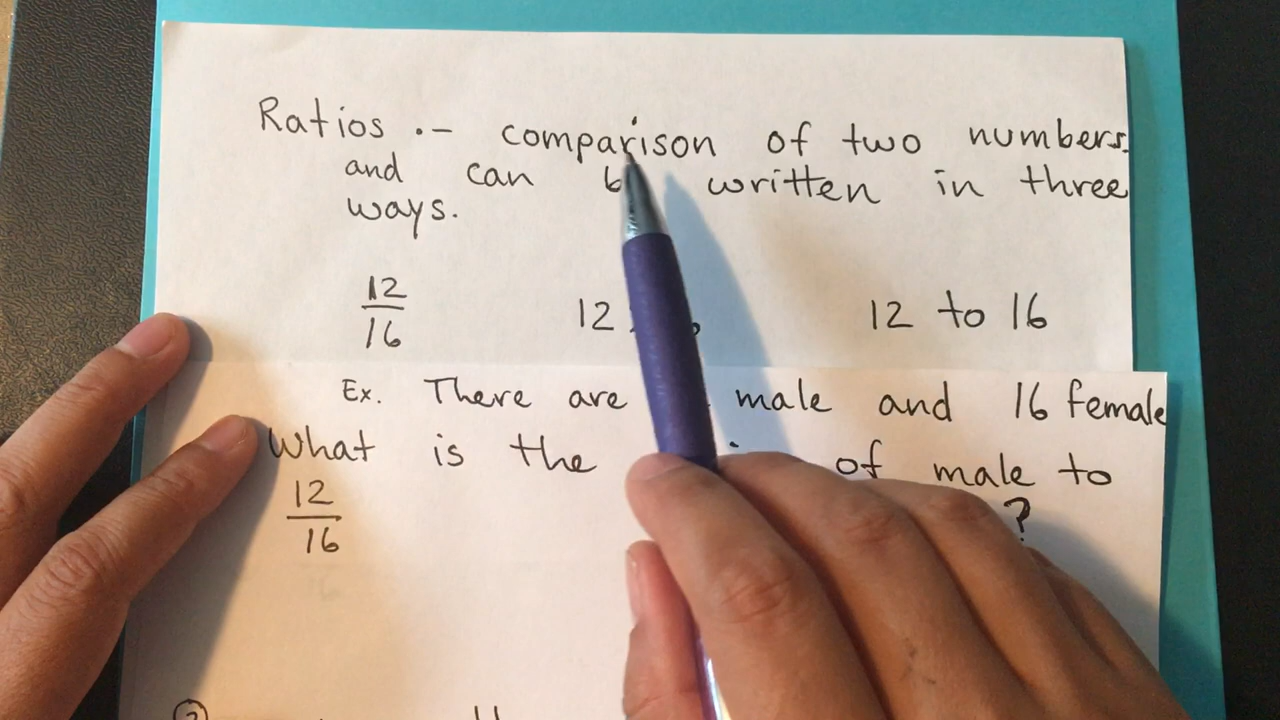 Ratios :- comparison of two numbers.
and can written in three
ways.
12/16 12 12 to 16
Ex. There are male and 16 female
What is the of male to
?
12/16